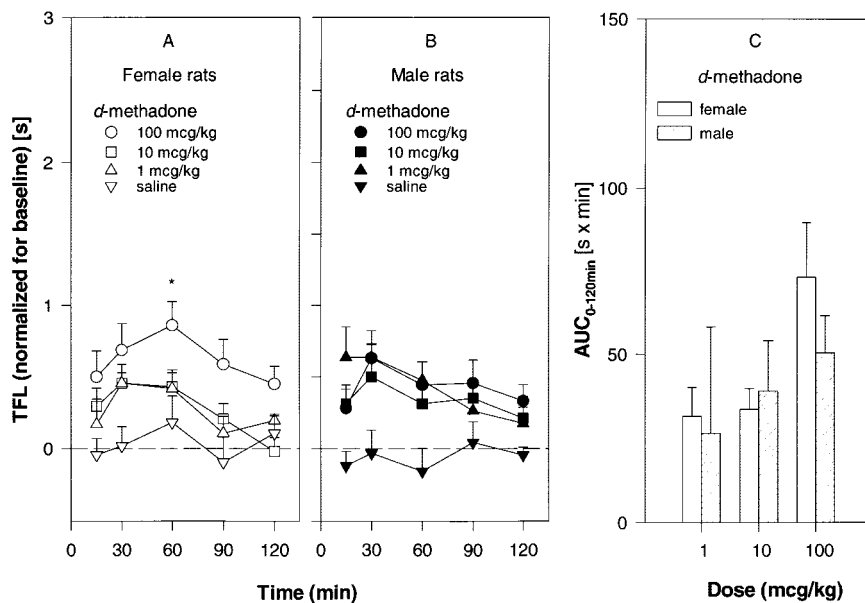 A
Female rats
d-methadone
100 mcg/kg
10 mcg/kg
1 mcg/kg
saline
*
TFL (normalized for baseline) [s]
3
2
1
0
0 30 60 90 120
B
Male rats
d-methadone
100 mcg/kg
10 mcg/kg
1 mcg/kg
saline
0 30 60 90 120
Time (min)
C
d-methadone
female
male
AUC0-120min [s x min]
150
100
50
0
1 10 100
Dose (mcg/kg)